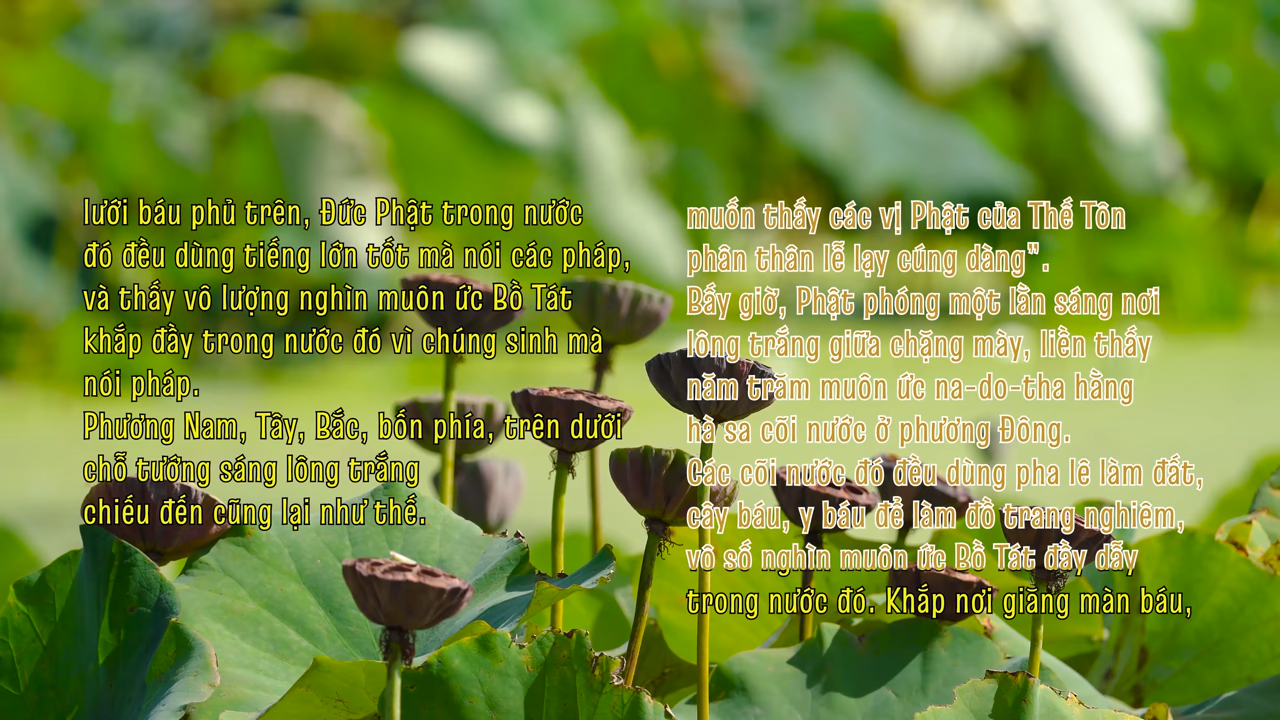 lưới báu phủ trên, Đức Phật trong nước
đó đều dùng tiếng lớn tốt mà nói các pháp,
và thấy vô lượng nghìn muôn ức Bồ Tát
khắp đầy trong nước đó vì chúng sinh mà
nói pháp.
Phương Nam, Tây, Bắc, bốn phía, trên dưới
chỗ tướng sáng lông trắng
chiếu đến cũng lại như thế.
muốn thấy các vị Phật của Thế Tôn
phân thân lễ lạy cúng dàng".
Bấy giờ, Phật phóng một lằn sáng nơi
lông trắng giữa chặng mày, liền thấy
năm trăm muôn ức na-do-tha hằng
hà sa cõi nước ở phương Đông.
Các cõi nước đó đều dùng pha lê làm đất,
cây báu, y báu để làm đồ trang nghiêm,
vô số nghìn muôn ức Bồ Tát đầy dẫy
trong nước đó. Khắp nơi giăng màn báu,